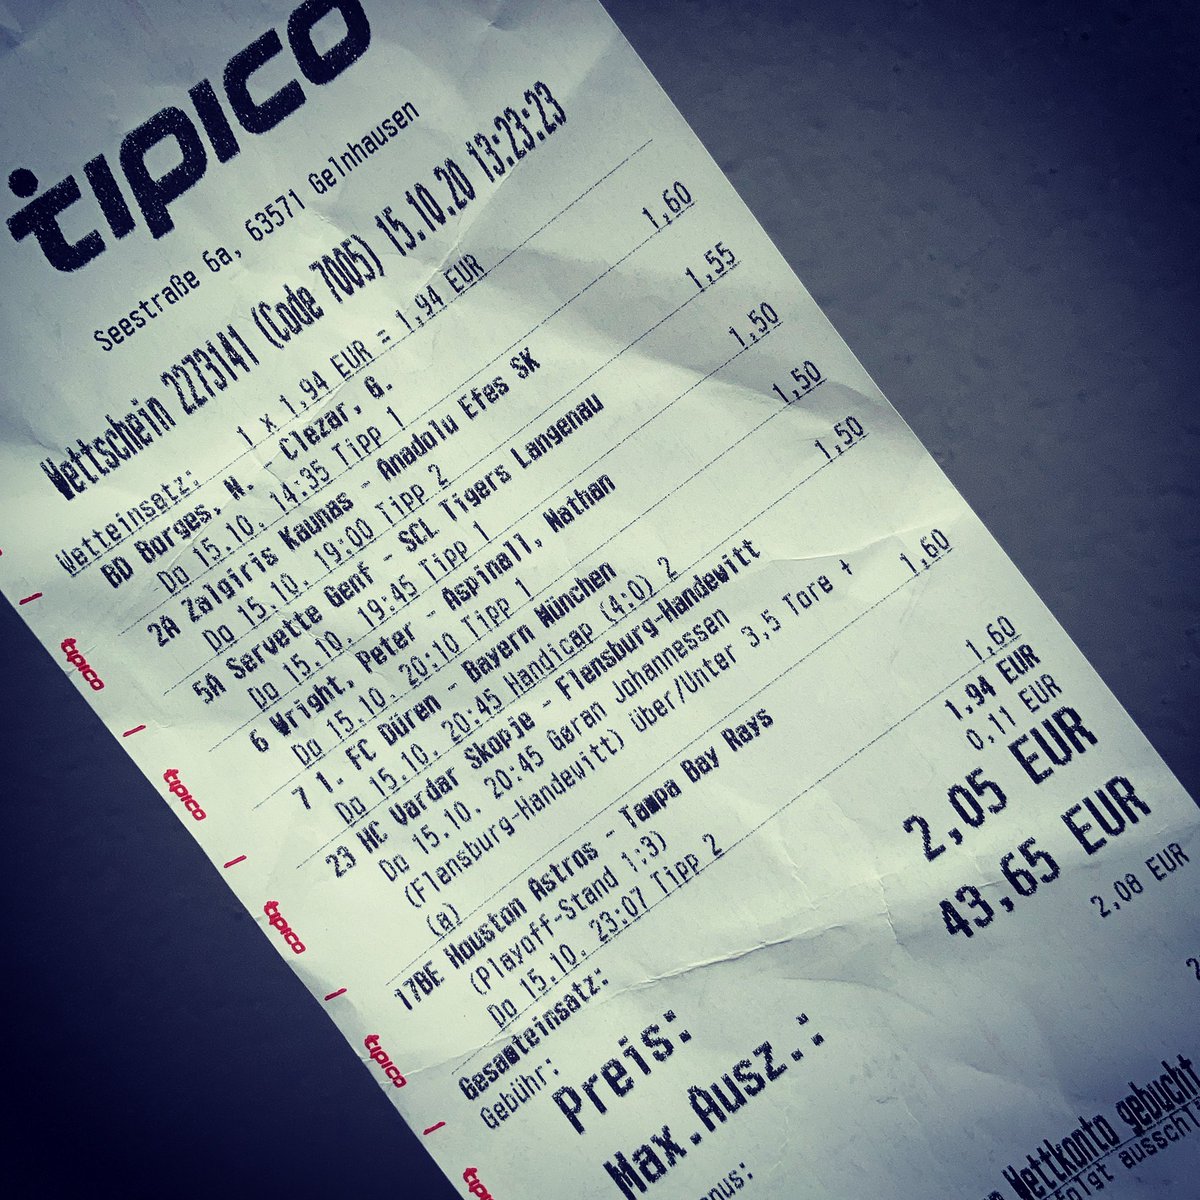 tipico
Seestraße 6a, 63571 Gelnhausen
Wettschein 2273141 (Code 7005) 15.10.20 13:23:23
Wetteinsatz: 1 x 1,94 EUR = 1,94 EUR
BD Borges, N. - Clezar, G.
Do 15.10. 14:35 Tipp 1 1,60
2A Zalgiris Kaunas - Anadolu Efes SK
Do 15.10. 19:00 Tipp 2 1,55
5A Servette Genf - SCL Tigers Langenau
Do 15.10. 19:45 Tipp 1 1,50
6 Wright, Peter - Aspinall, Nathan
Do 15.10. 20:10 Tipp 1 1,50
7 1. FC Düren - Bayern München
Do 15.10. 20:45 Handicap (4:0) 2 1,50
23 HC Vardar Skopje - Flensburg-Handewitt
Do 15.10. 20:45 Gøran Johannessen
(Flensburg-Handewitt) über/Unter 3,5 Tore +
(a) 1,60
17BE Houston Astros - Tampa Bay Rays
(Playoff-Stand 1:3)
Do 15.10. 23:07 Tipp 2 1,60
Gesamteinsatz: 1,94 EUR
Gebühr: 0,11 EUR
Preis: 2,05 EUR
Max.Ausz.: 43,65 EUR
onus: 2,08 EUR
Wettkonto gebucht
tipico
tipico
tipico
tipico